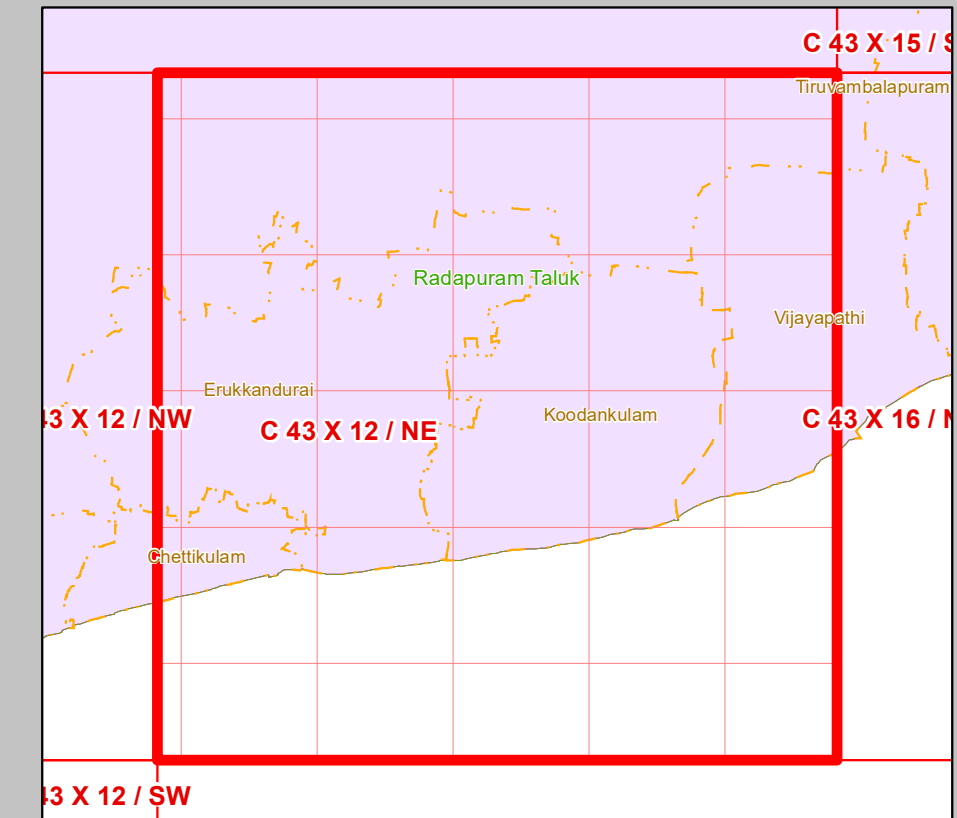 C 43 X 15 / S
Tiruvambalapuram
Radapuram Taluk
Vijayapathi
Erukkandurai
Koodankulam
43 X 12 / NW
C 43 X 12 / NE
C 43 X 16 / N
Chettikulam
43 X 12 / SW